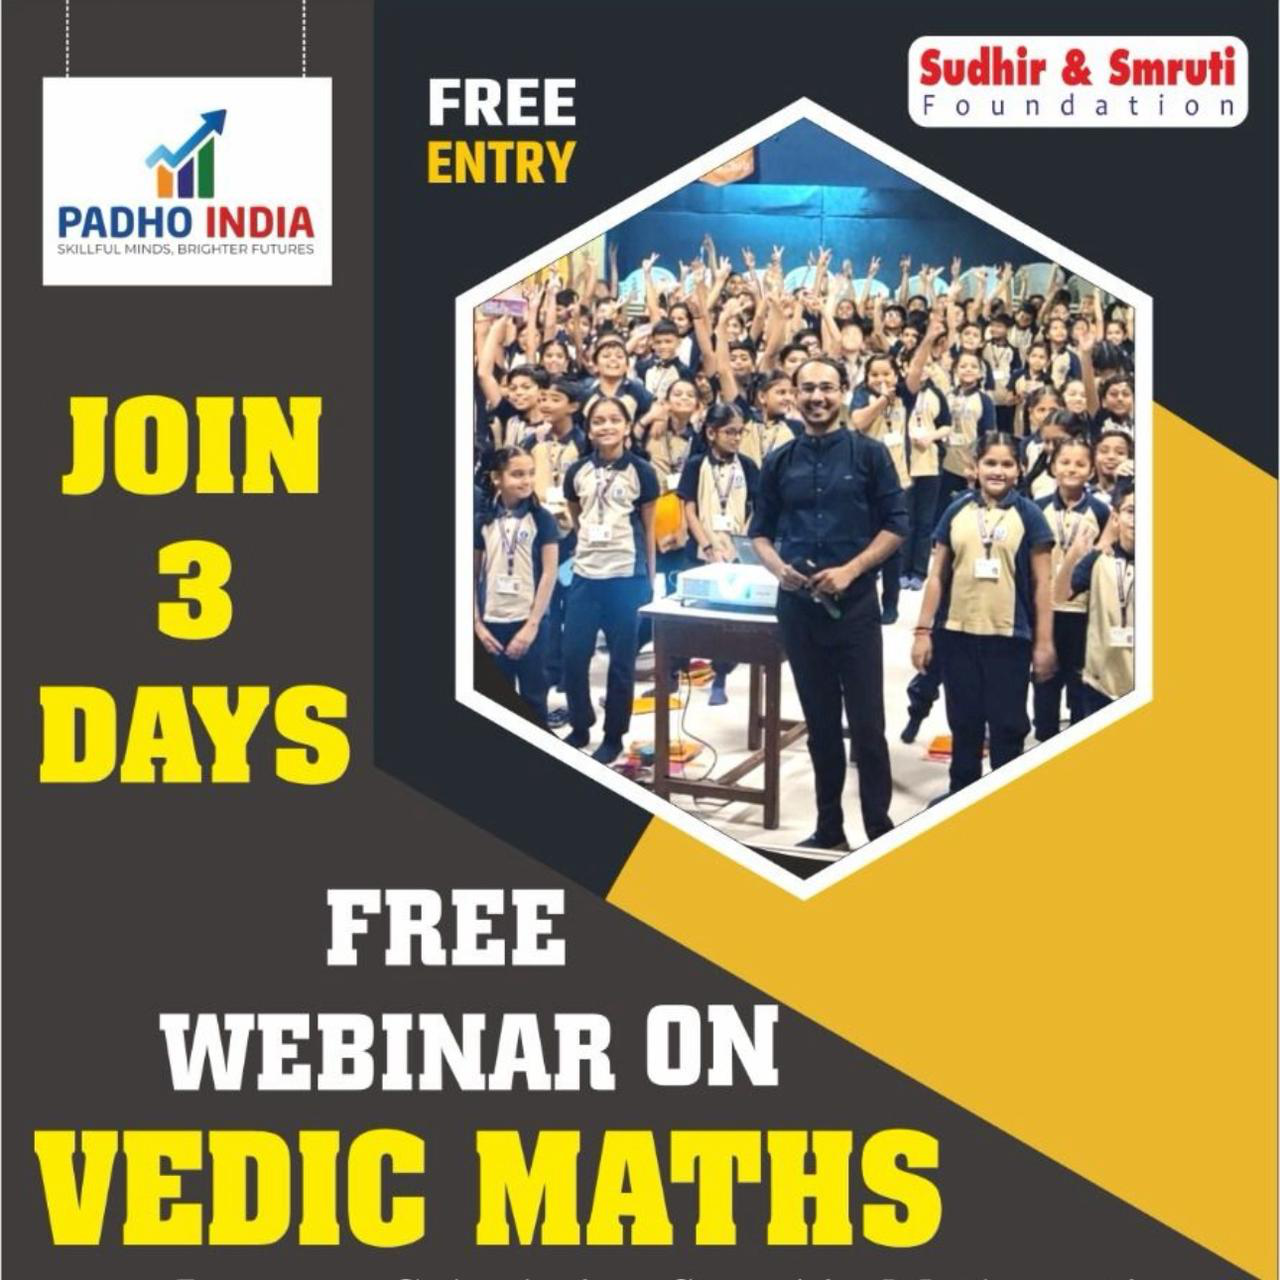 FREE
ENTRY
Sudhir & Smruti
Foundation
PADHO INDIA
SKILLFUL MINDS, BRIGHTER FUTURES
JOIN
3
DAYS
FREE
WEBINAR ON
VEDIC MATHS